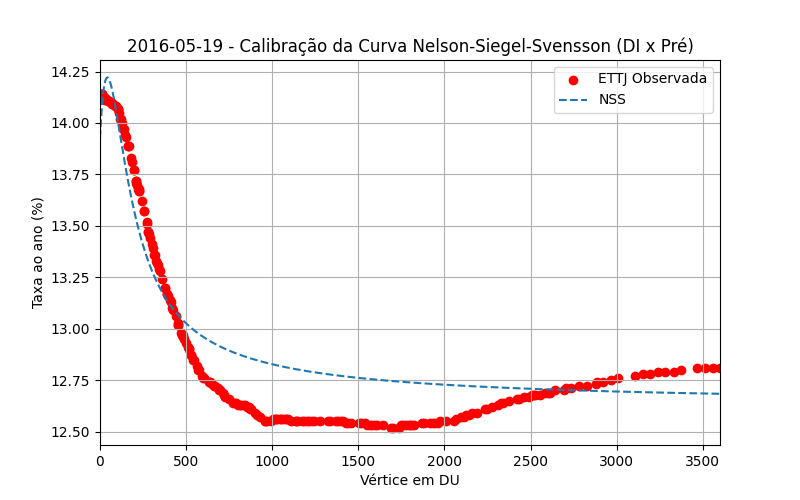 2016-05-19 - Calibração da Curva Nelson-Siegel-Svensson (DI x Pré)
ETTJ Observada
NSS
Taxa ao ano (%)
14.25
14.00
13.75
13.50
13.25
13.00
12.75
12.50
0 500 1000 1500 2000 2500 3000 3500
Vértice em DU